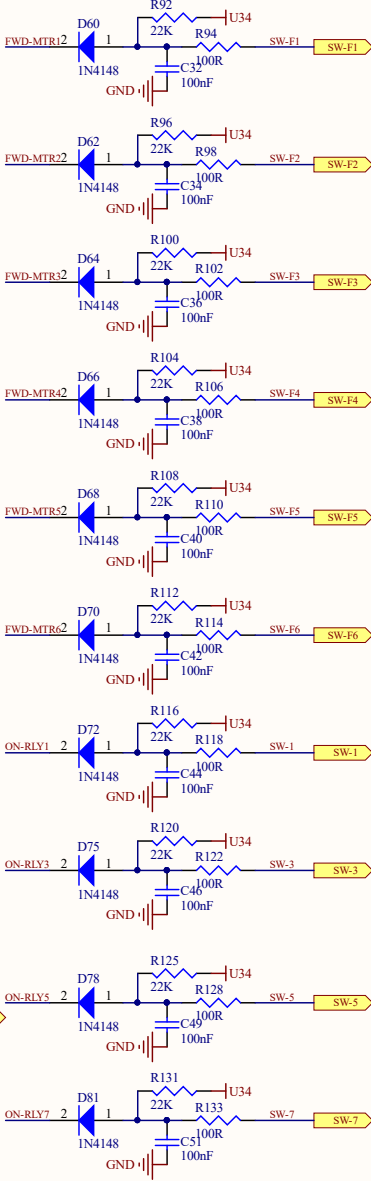 R92
D60
U34
22K
R94
FWD-MTR1 2
1
SW-F1
SW-F1
C32
100R
1N4148
100nF
GND
R96
D62
U34
22K
R98
FWD-MTR2 2
1
SW-F2
SW-F2
C34
100R
1N4148
100nF
GND
R100
D64
U34
22K
R102
FWD-MTR3 2
1
SW-F3
SW-F3
C36
100R
1N4148
100nF
GND
R104
D66
U34
22K
R106
FWD-MTR4 2
1
SW-F4
SW-F4
C38
100R
1N4148
100nF
GND
R108
D68
U34
22K
R110
FWD-MTR5 2
1
SW-F5
SW-F5
C40
100R
1N4148
100nF
GND
R112
D70
U34
22K
R114
FWD-MTR6 2
1
SW-F6
SW-F6
C42
100R
1N4148
100nF
GND
R116
D72
U34
22K
R118
ON-RLY1 2
1
SW-1
SW-1
C44
100R
1N4148
100nF
GND
R120
D75
U34
22K
R122
ON-RLY3 2
1
SW-3
SW-3
C46
100R
1N4148
100nF
GND
R125
D78
U34
22K
R128
ON-RLY5 2
1
SW-5
SW-5
C49
100R
1N4148
100nF
GND
R131
D81
U34
22K
R133
ON-RLY7 2
1
SW-7
SW-7
C51
100R
1N4148
100nF
GND